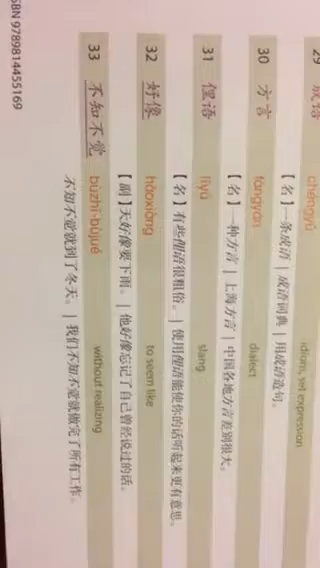 29 成语 chéngyǔ idiom, set expression
【名】一条成语｜成语词典｜用成语造句。
30 方言 fāngyán dialect
【名】一种方言｜上海方言｜中国各地方言差别很大。
31 俚语 lǐyǔ slang
【名】有些俚语很粗俗。｜使用俚语能使你的话听起来更有意思。
32 好像 hǎoxiàng to seem like
【副】天好像要下雨。｜他好像忘记了自己曾经说过的话。
33 不知不觉 bùzhī-bùjué without realizing
不知不觉就到了冬天。｜我们不知不觉就做完了所有工作。
SBN 9789814455169